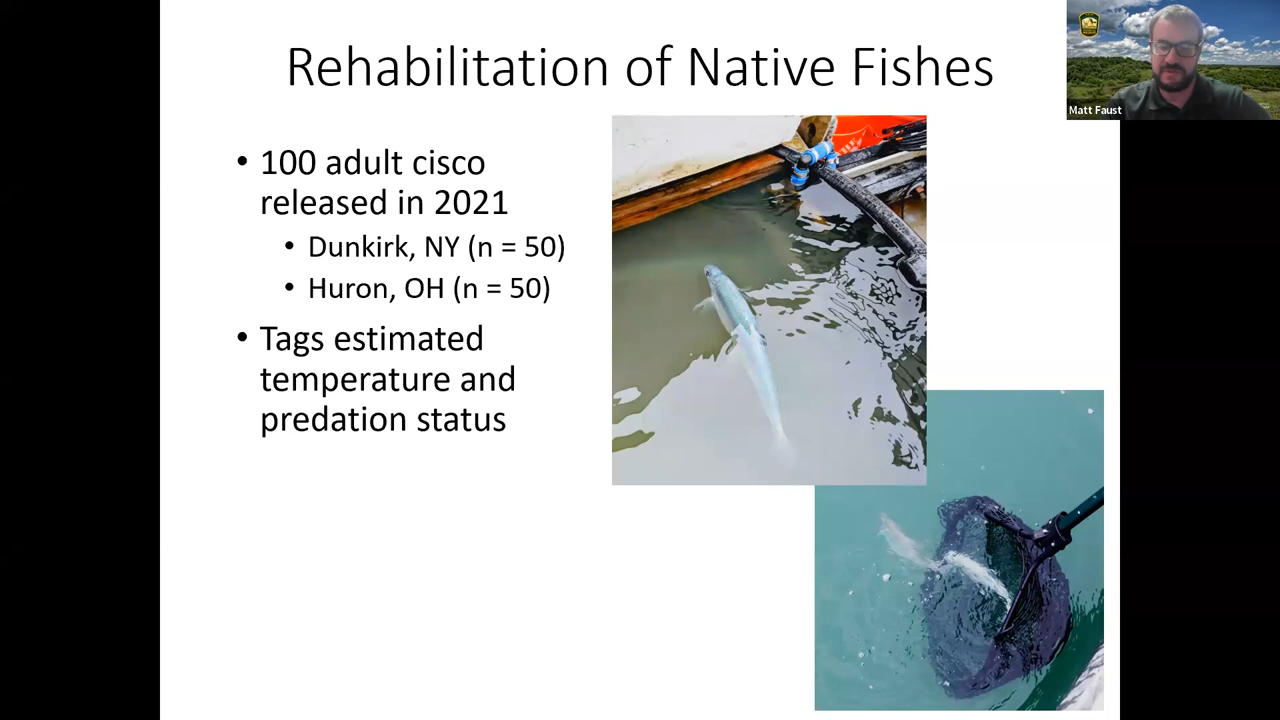 Rehabilitation of Native Fishes
• 100 adult cisco
released in 2021
• Dunkirk, NY (n = 50)
• Huron, OH (n = 50)
• Tags estimated
temperature and
predation status
Matt Faust